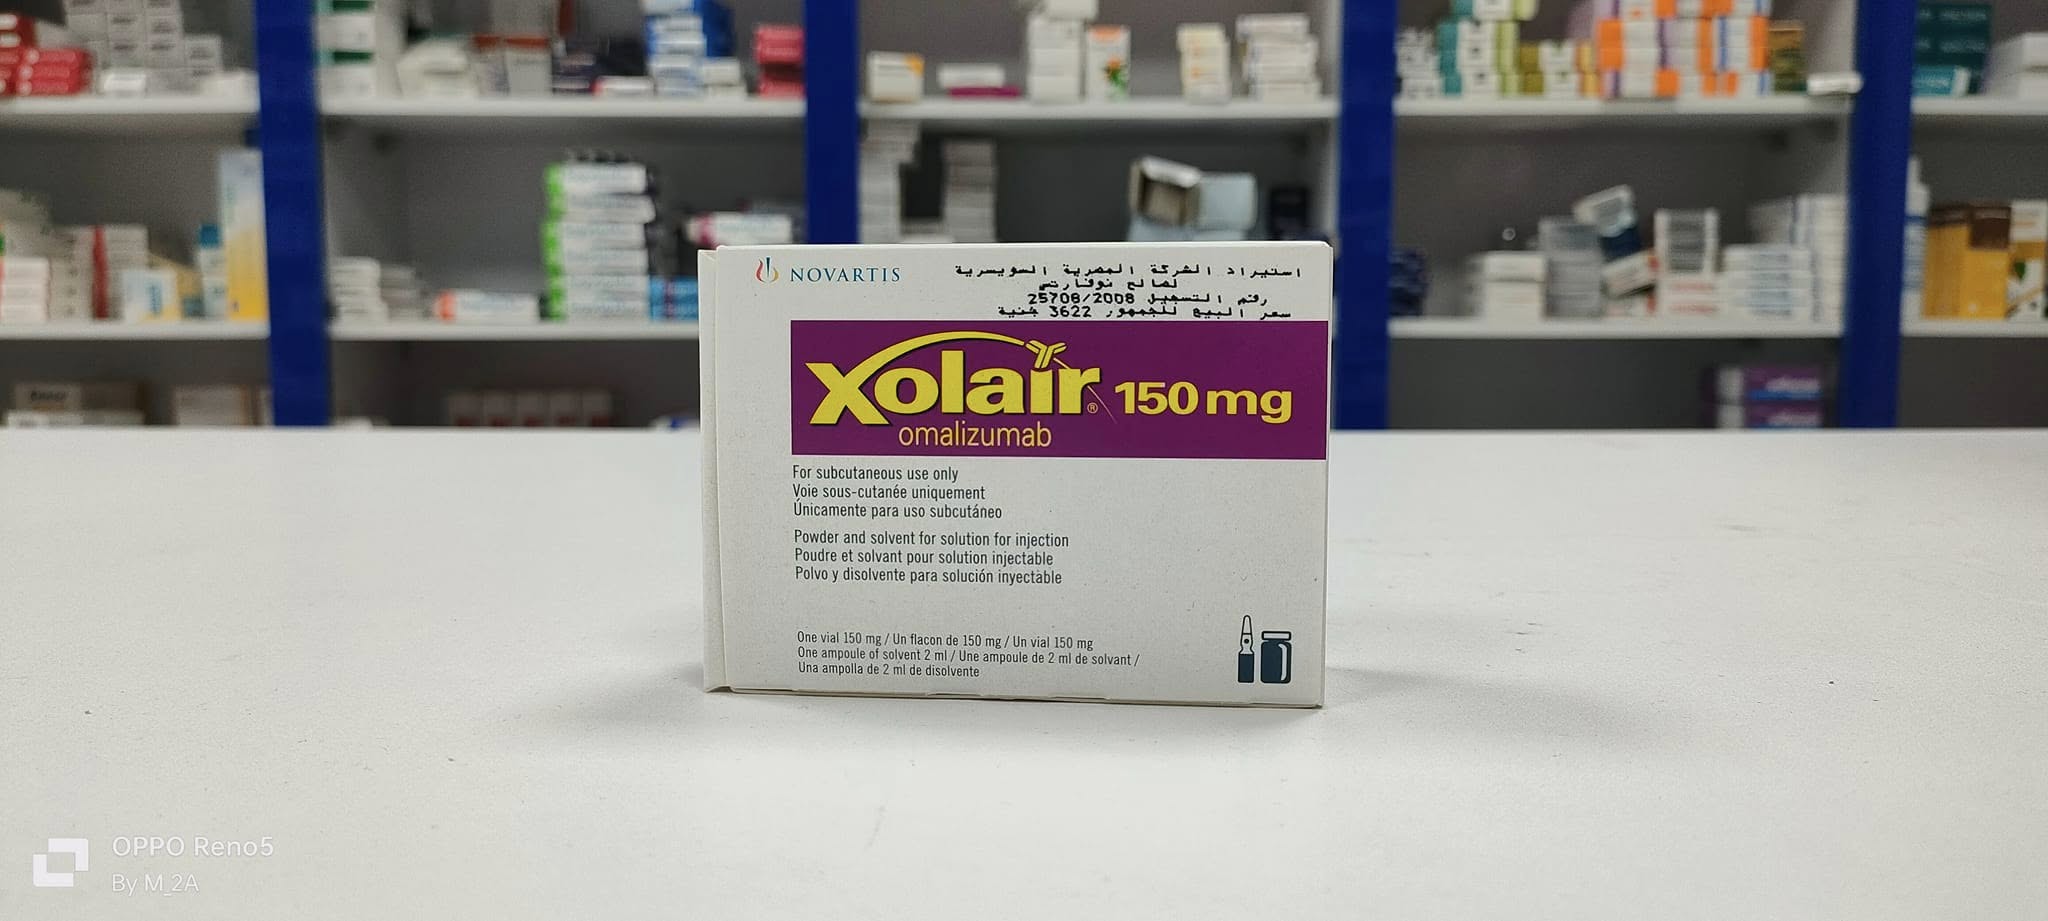 NOVARTIS
استيراد الشركة المصرية السويسرية
لصالح نوفارتس
رقم التسجيل 25708/2008
سعر البيع للجمهور 3622 جنية
Xolair® 150 mg
omalizumab
For subcutaneous use only
Voie sous-cutanée uniquement
Únicamente para uso subcutáneo
Powder and solvent for solution for injection
Poudre et solvant pour solution injectable
Polvo y disolvente para solución inyectable
One vial 150 mg / Un flacon de 150 mg / Un vial 150 mg
One ampoule of solvent 2 ml / Une ampoule de 2 ml de solvant /
Una ampolla de 2 ml de disolvente
OPPO Reno5
By M_2A